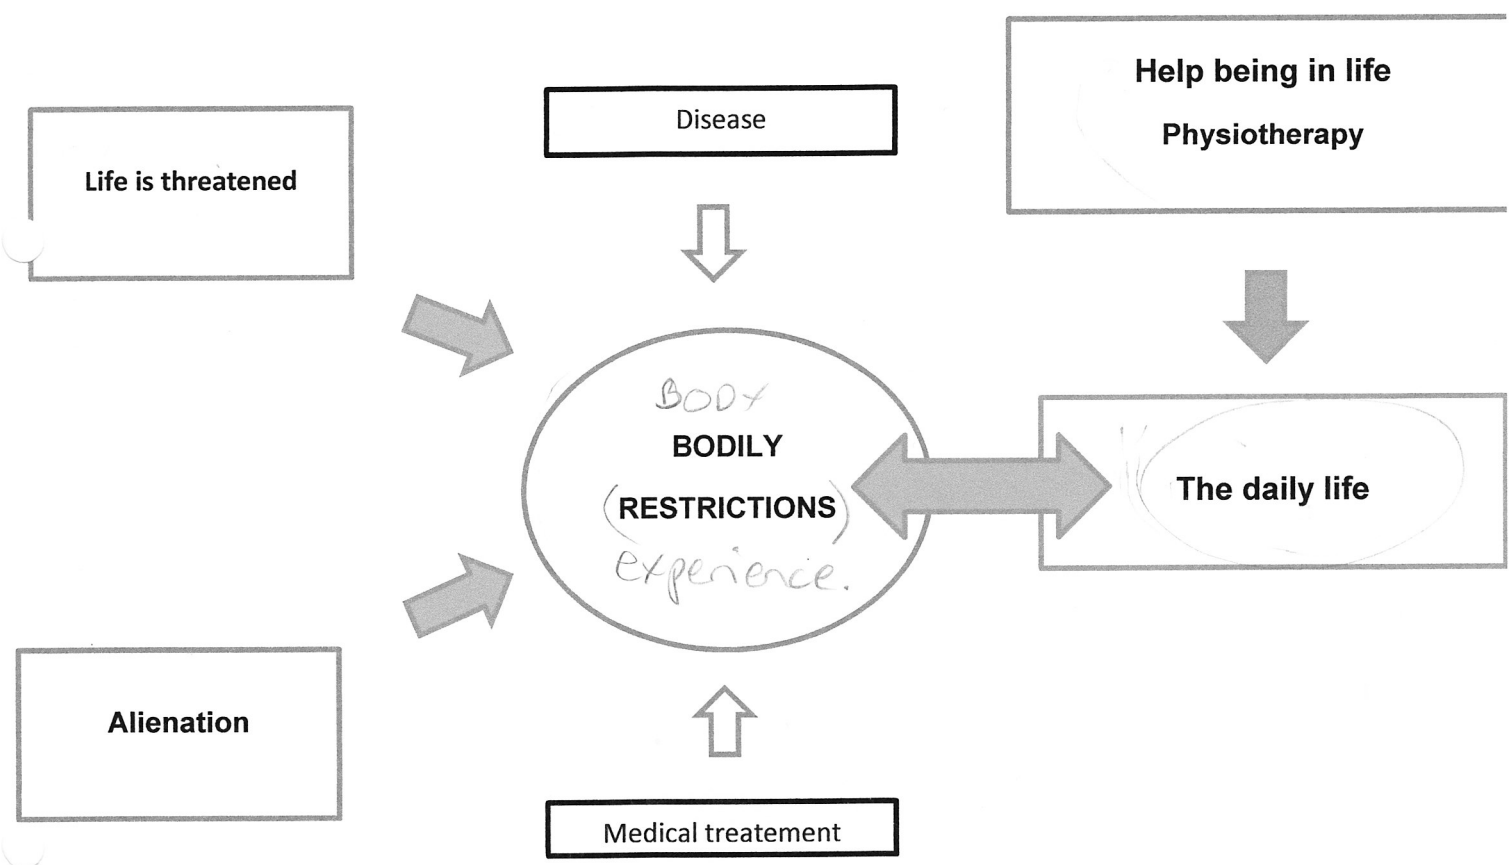 Help being in life
Physiotherapy
Disease
Life is threatened
BODY
BODILY
(RESTRICTIONS)
experience.
The daily life
Alienation
Medical treatement